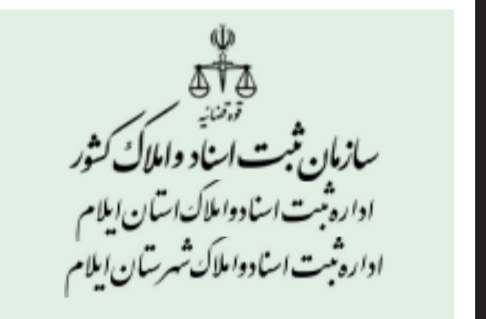 قوه قضائیه
سازمان ثبت اسناد و املاک کشور
اداره ثبت اسناد و املاک استان ایلام
اداره ثبت اسناد و املاک شهرستان ایلام